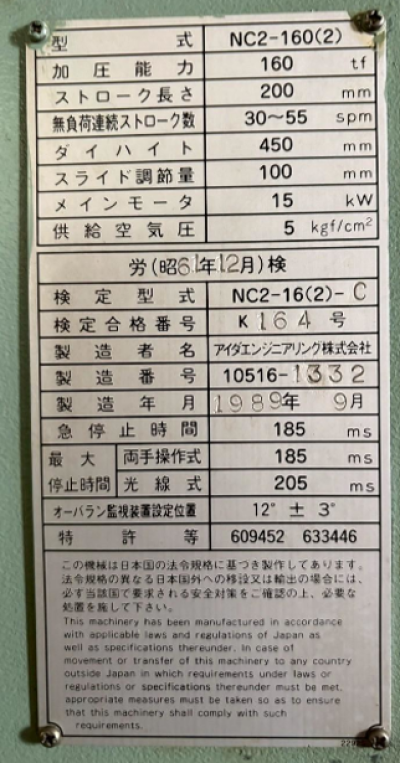 型式 NC2-160(2)
加圧能力 160 tf
ストローク長さ 200 mm
無負荷連続ストローク数 30~55 spm
ダイハイト 450 mm
スライド調節量 100 mm
メインモータ 15 kW
供給空気圧 5 kgf/cm²
労(昭61年12月)検
検定型式 NC2-16(2)-C
検定合格番号 K 164 号
製造者名 アイダエンジニアリング株式会社
製造番号 10516-1332
製造年月 1989年 9月
急停止時間 185 ms
最大停止時間 両手操作式 185 ms
光線式 205 ms
オーバラン監視装置設定位置 12° ± 3°
特許等 609452 633446
この機械は日本国の法令規格に基づき製作してあります。
法令規格の異なる日本国外への移設又は輸出の場合には、
必ず当該国で要求される安全対策をご確認の上、必要な
処置を施して下さい。
This machinery has been manufactured in accordance
with applicable laws and regulations of Japan as
well as specifications thereunder. In case of
movement or transfer of this machinery to any country
outside Japan in which requirements under laws or
regulations or specifications thereunder must be met,
appropriate measures must be taken so as to ensure
that this machinery shall comply with such
requirements.